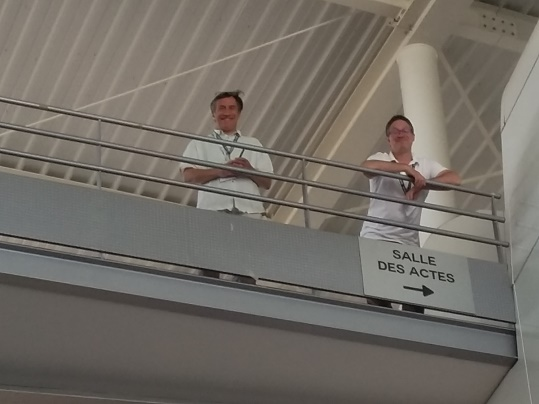 SALLE
DES ACTES
→